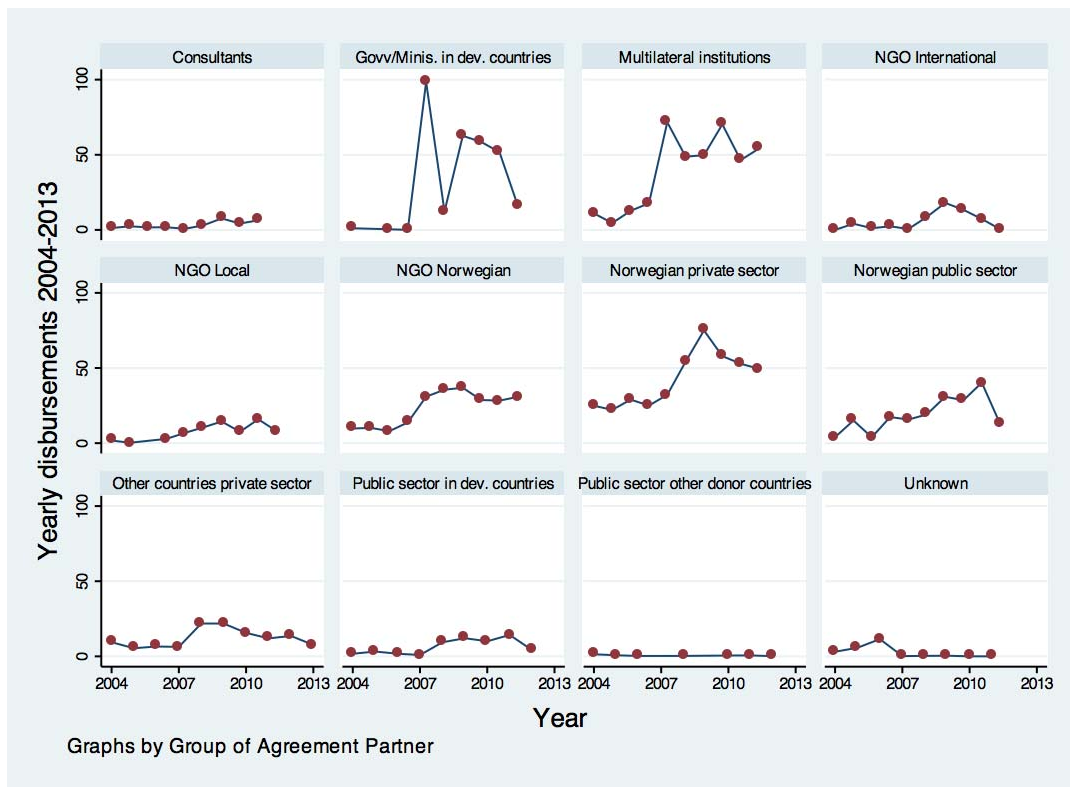 Consultants
Govv/Minis. in dev. countries
Multilateral institutions
NGO International
100
50
0
NGO Local
NGO Norwegian
Norwegian private sector
Norwegian public sector
100
50
0
Other countries private sector
Public sector in dev. countries
Public sector other donor countries
Unknown
100
50
0
2004 2007 2010 2013
2004 2007 2010 2013
2004 2007 2010 2013
2004 2007 2010 2013
Yearly disbursements 2004-2013
Year
Graphs by Group of Agreement Partner